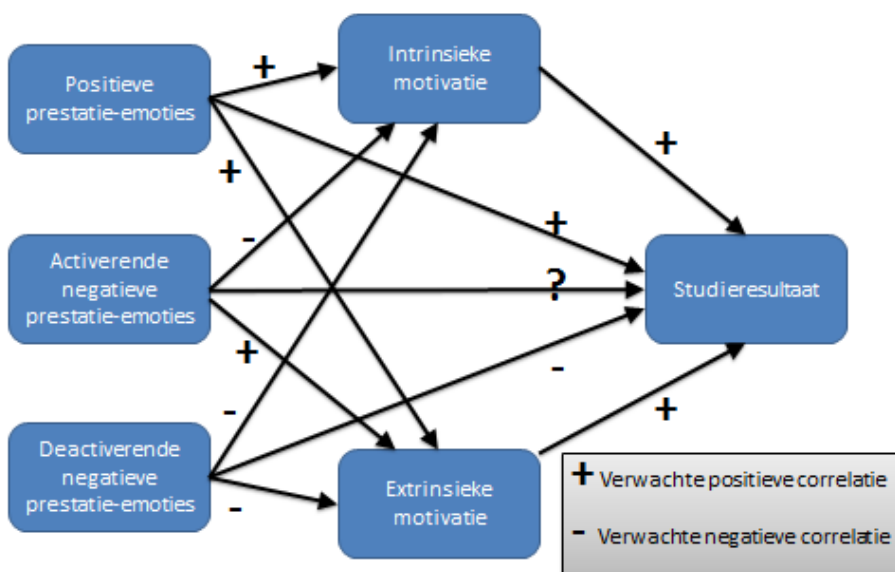 Positieve
prestatie-emoties
+
Intrinsieke
motivatie
+
+
+
-
Activerende
negatieve
prestatie-emoties
?
Studieresultaat
+
-
-
+
Deactiverende
negatieve
prestatie-emoties
-
Extrinsieke
motivatie
+ Verwachte positieve correlatie
- Verwachte negatieve correlatie